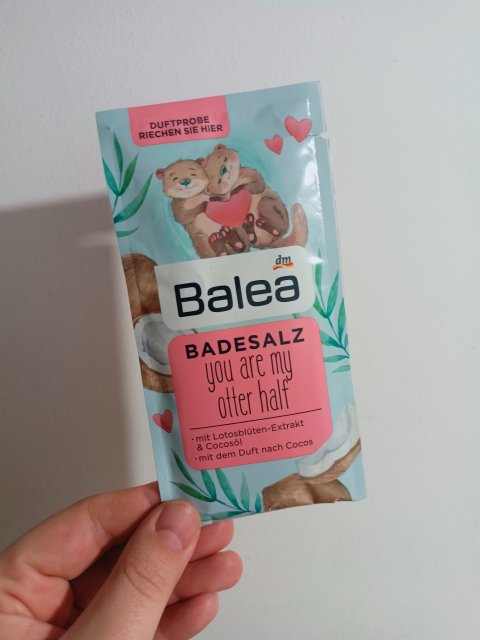 DUFTPROBE
RIECHEN SIE HIER
dm
Balea
BADESALZ
you are my
otter half
• mit Lotosblüten-Extrakt
& Cocosöl
• mit dem Duft nach Cocos